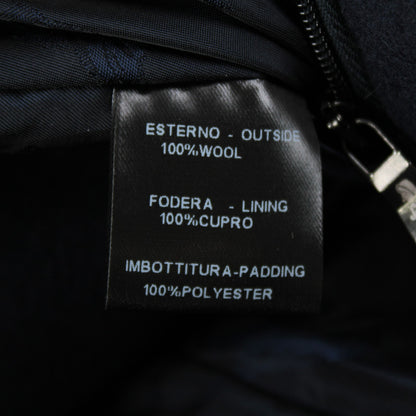 ESTERNO - OUTSIDE
100%WOOL
FODERA - LINING
100%CUPRO
IMBOTTITURA-PADDING
100%POLYESTER